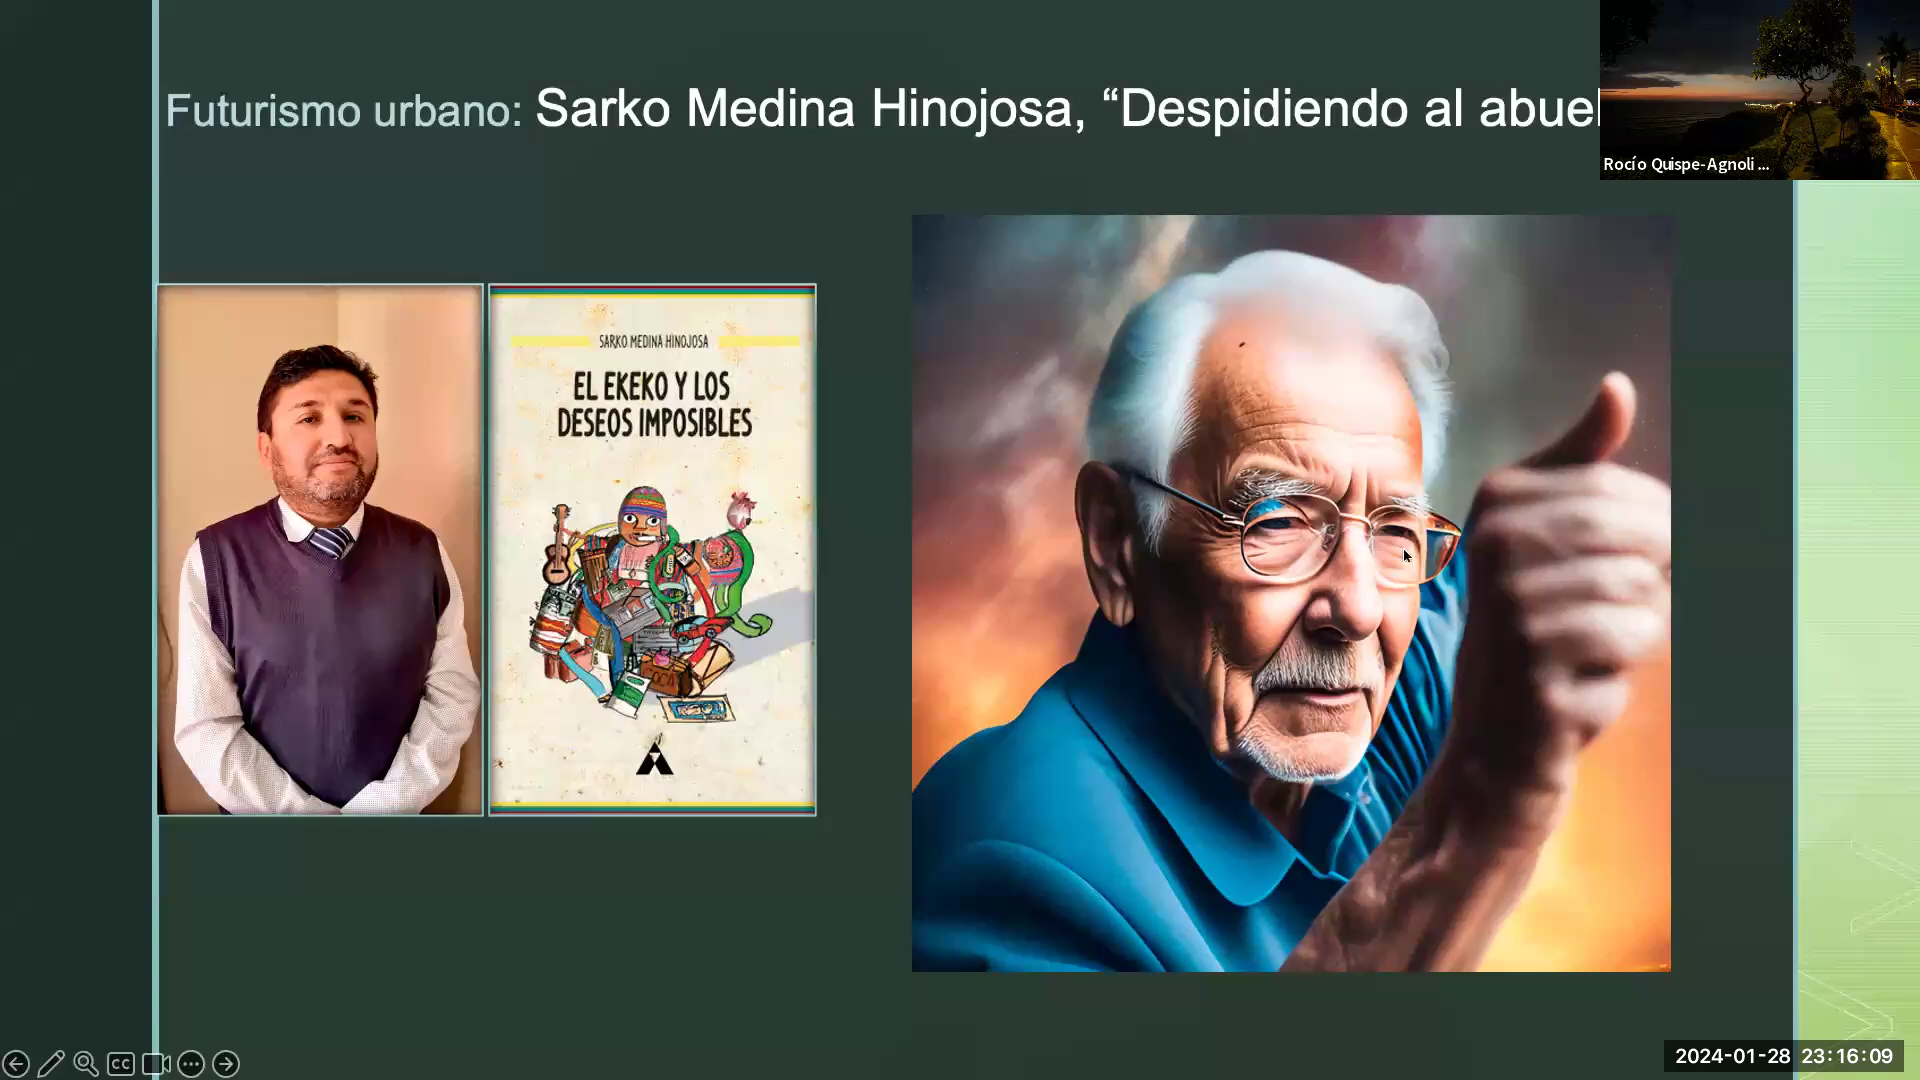 Futurismo urbano: Sarko Medina Hinojosa, “Despidiendo al abuel
Rocío Quispe-Agnoli ...
SARKO MEDINA HINOJOSA
EL EKEKO Y LOS
DESEOS IMPOSIBLES
CC
2024-01-28 23:16:09